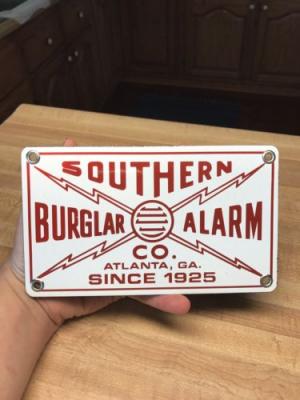 SOUTHERN
BURGLAR ALARM
CO.
ATLANTA, GA.
SINCE 1925